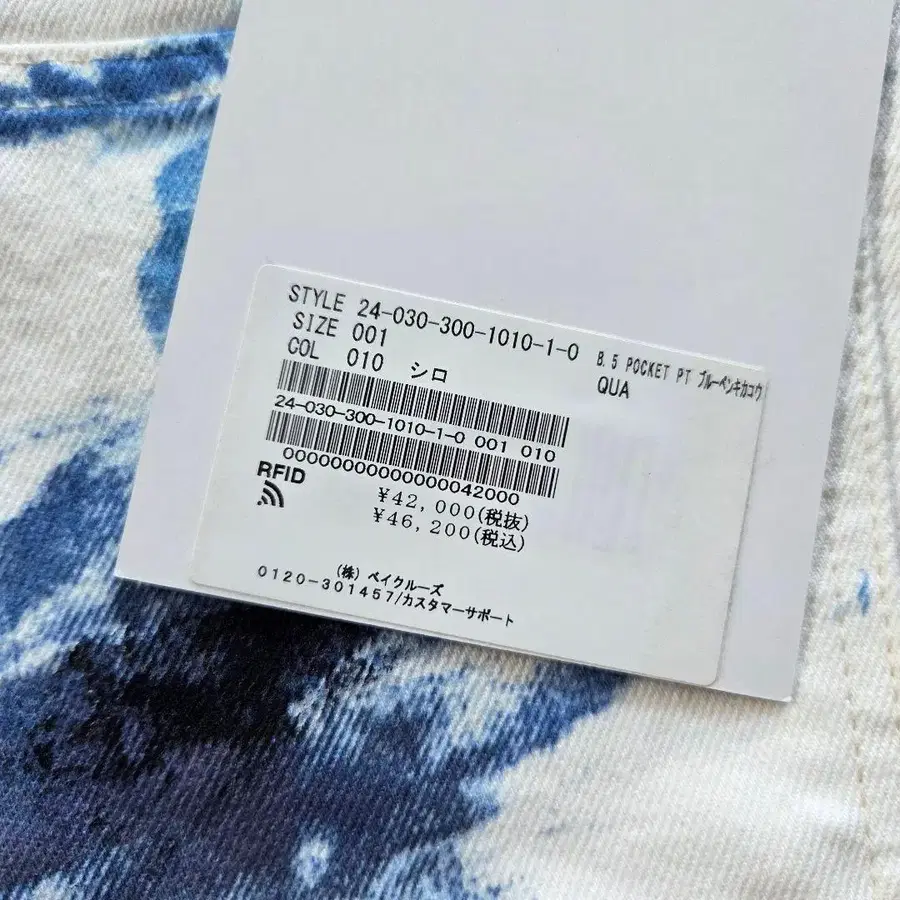 STYLE 24-030-300-1010-1-0 B.5 POCKET PT ブルーペンキカコウ
SIZE 001 QUA
COL 010 シロ
24-030-300-1010-1-0 001 010
00000000000000042000
RFID
¥42,000(税抜)
¥46,200(税込)
(株) ベイクルーズ
0120-301457/カスタマーサポート